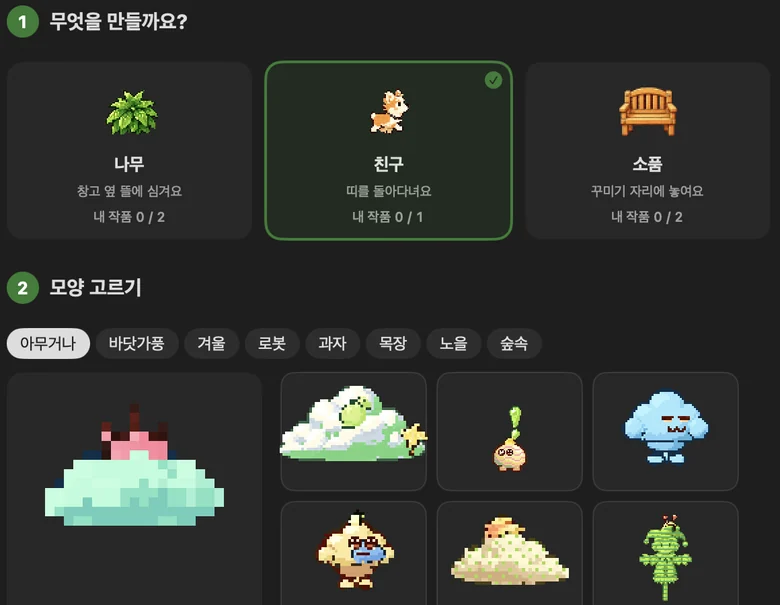 1 무엇을 만들까요?
나무
창고 옆 뜰에 심겨요
내 작품 0 / 2
친구
띠를 돌아다녀요
내 작품 0 / 1
소품
꾸미기 자리에 놓여요
내 작품 0 / 2
2 모양 고르기
아무거나 바닷가풍 겨울 로봇 과자 목장 노을 숲속